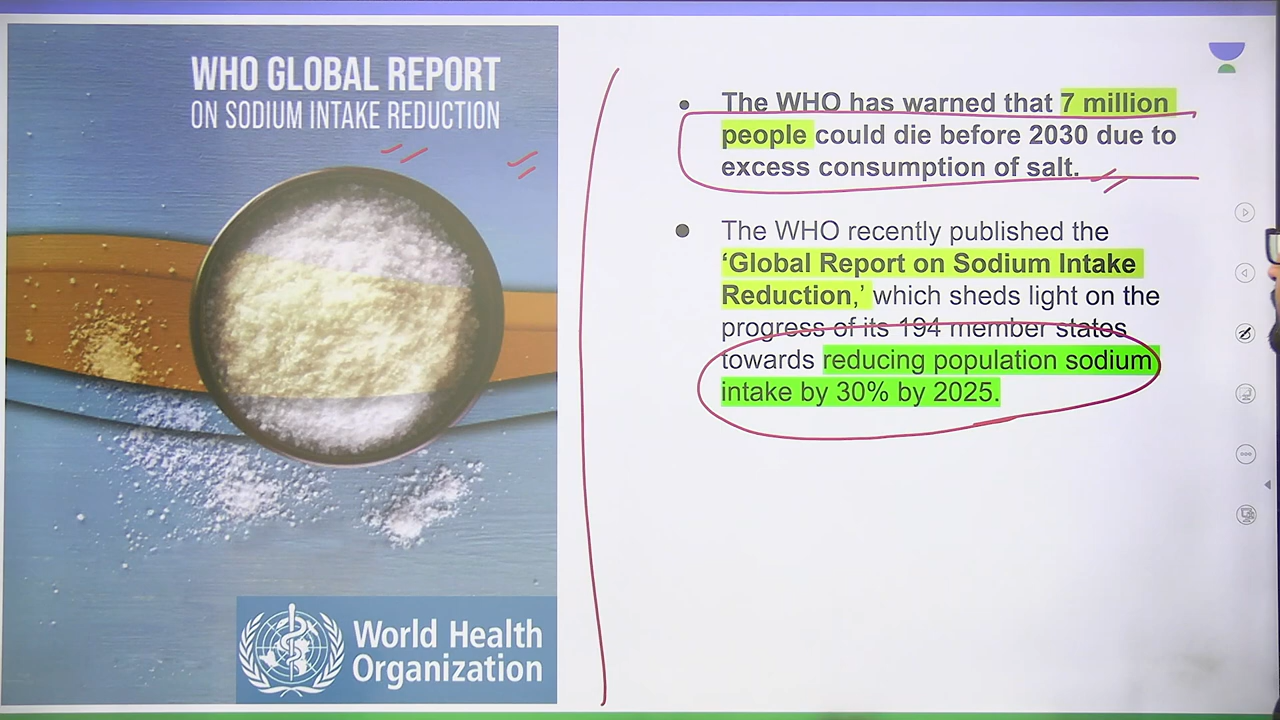 WHO GLOBAL REPORT
ON SODIUM INTAKE REDUCTION
World Health
Organization
The WHO has warned that 7 million
people could die before 2030 due to
excess consumption of salt.
The WHO recently published the
‘Global Report on Sodium Intake
Reduction,’ which sheds light on the
progress of its 194 member states
towards reducing population sodium
intake by 30% by 2025.